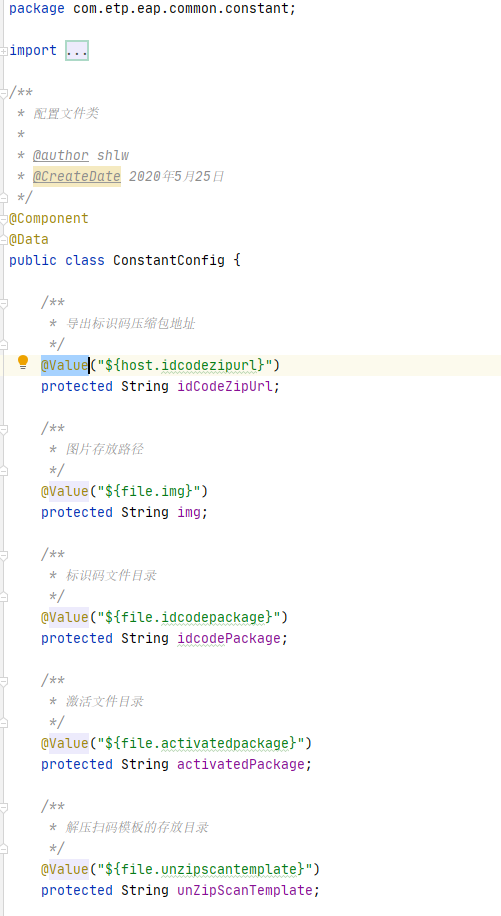 package com.etp.eap.common.constant;
import ...
/**
* 配置文件类
*
* @author shlw
* @CreateDate 2020年5月25日
*/
@Component
@Data
public class ConstantConfig {
/**
* 导出标识码压缩包地址
*/
@Value("${host.idcodezipurl}")
protected String idCodeZipUrl;
/**
* 图片存放路径
*/
@Value("${file.img}")
protected String img;
/**
* 标识码文件目录
*/
@Value("${file.idcodepackage}")
protected String idcodePackage;
/**
* 激活文件目录
*/
@Value("${file.activatedpackage}")
protected String activatedPackage;
/**
* 解压扫码模板的存放目录
*/
@Value("${file.unzipscantemplate}")
protected String unZipScanTemplate;